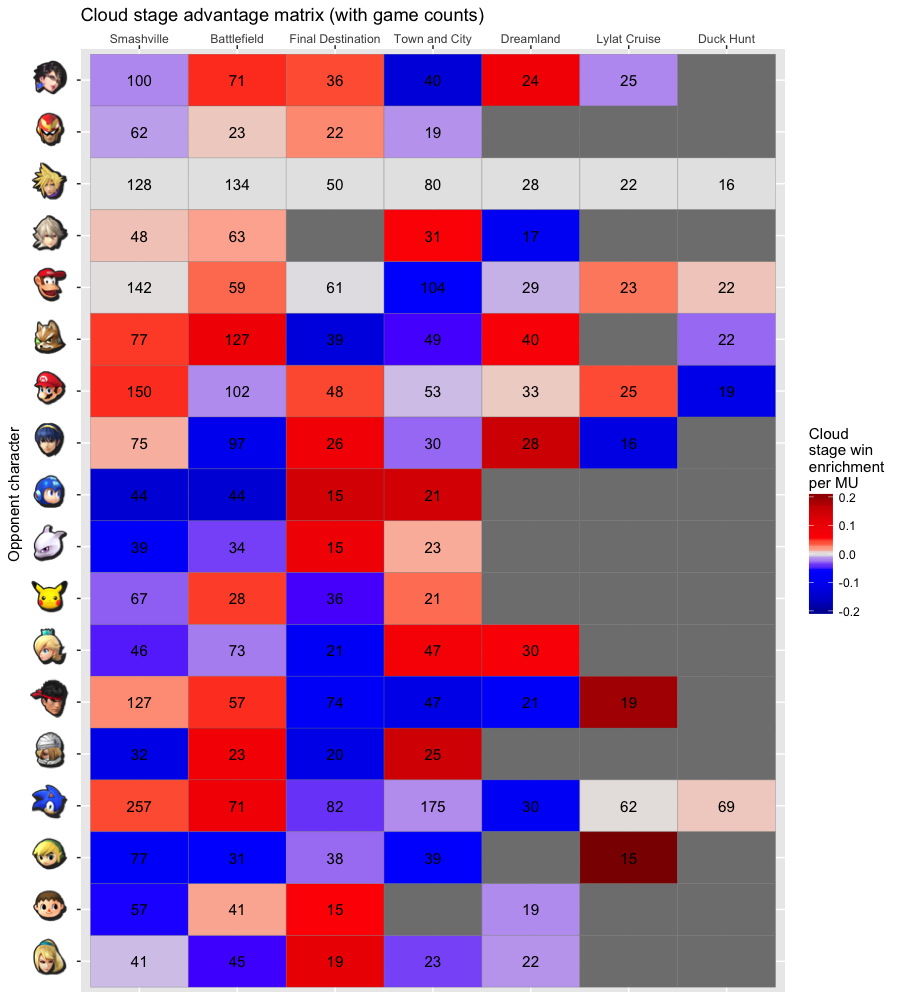 Cloud stage advantage matrix (with game counts)
Smashville Battlefield Final Destination Town and City Dreamland Lylat Cruise Duck Hunt
100 71 36 40 24 25
62 23 22 19
128 134 50 80 28 22 16
48 63 31 17
142 59 61 104 29 23 22
77 127 39 49 40 22
150 102 48 53 33 25 19
75 97 26 30 28 16
44 44 15 21
39 34 15 23
67 28 36 21
46 73 21 47 30
127 57 74 47 21 19
32 23 20 25
257 71 82 175 30 62 69
77 31 38 39 15
57 41 15 19
41 45 19 23 22
Opponent character
Cloud
stage win
enrichment
per MU
0.2
0.1
0.0
-0.1
-0.2